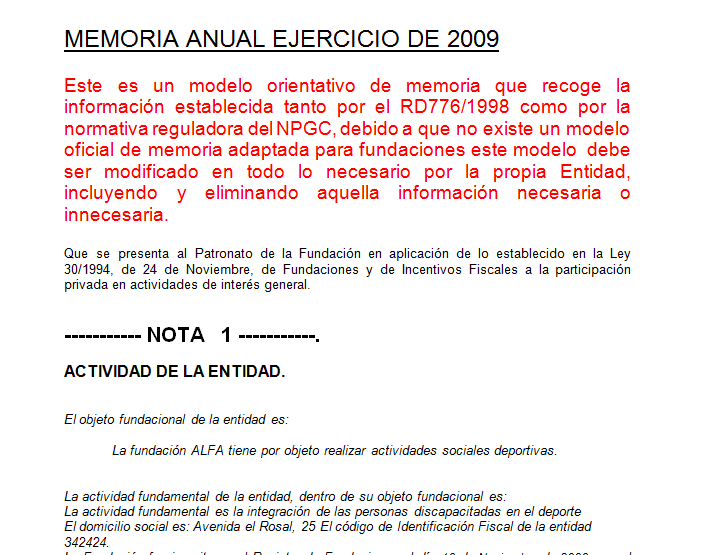 MEMORIA ANUAL EJERCICIO DE 2009
Este es un modelo orientativo de memoria que recoge la
información establecida tanto por el RD776/1998 como por la
normativa reguladora del NPGC, debido a que no existe un modelo
oficial de memoria adaptada para fundaciones este modelo debe
ser modificado en todo lo necesario por la propia Entidad,
incluyendo y eliminando aquella información necesaria o
innecesaria.
Que se presenta al Patronato de la Fundación en aplicación de lo establecido en la Ley
30/1994, de 24 de Noviembre, de Fundaciones y de Incentivos Fiscales a la participación
privada en actividades de interés general.
----------- NOTA 1 -----------.
ACTIVIDAD DE LA ENTIDAD.
El objeto fundacional de la entidad es:
La fundación ALFA tiene por objeto realizar actividades sociales deportivas.
La actividad fundamental de la entidad, dentro de su objeto fundacional es:
La actividad fundamental es la integración de las personas discapacitadas en el deporte
El domicilio social es: Avenida el Rosal, 25 El código de Identificación Fiscal de la entidad
342424.